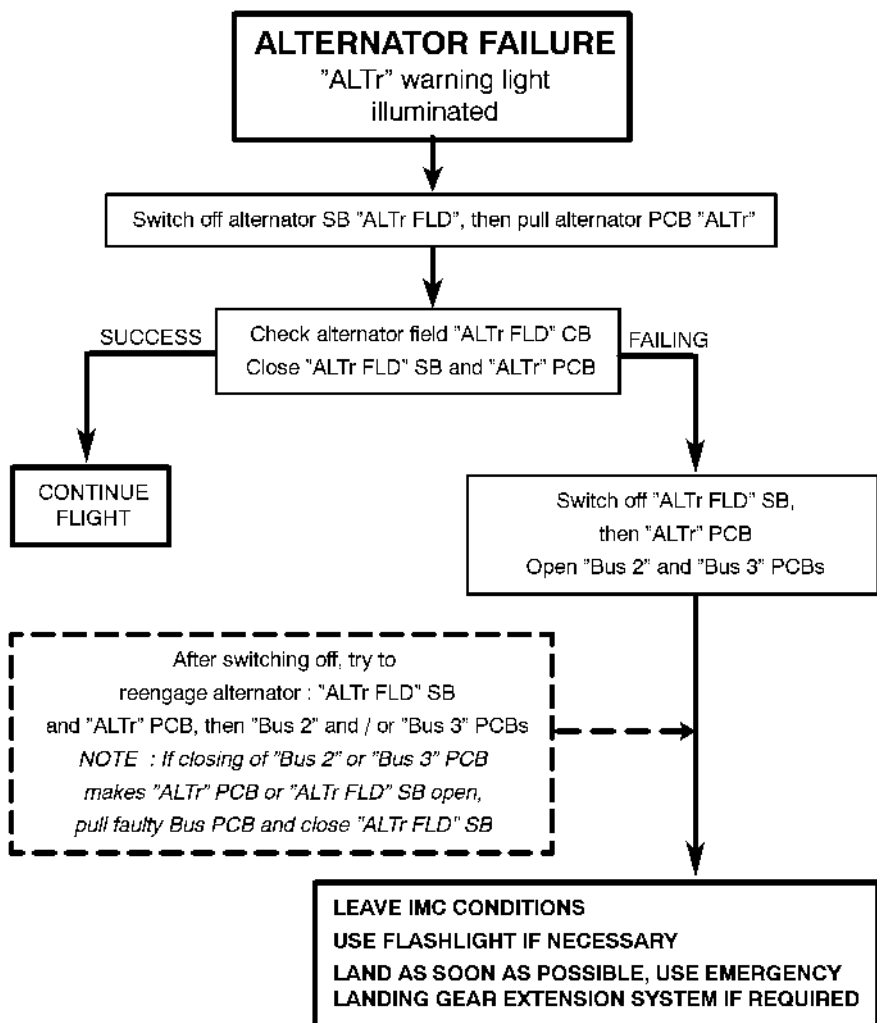 ALTERNATOR FAILURE
"ALTr" warning light
illuminated
Switch off alternator SB "ALTr FLD", then pull alternator PCB "ALTr"
SUCCESS
Check alternator field "ALTr FLD" CB
Close "ALTr FLD" SB and "ALTr" PCB
FAILING
CONTINUE
FLIGHT
Switch off "ALTr FLD" SB,
then "ALTr" PCB
Open "Bus 2" and "Bus 3" PCBs
After switching off, try to
reengage alternator : "ALTr FLD" SB
and "ALTr" PCB, then "Bus 2" and / or "Bus 3" PCBs
NOTE : If closing of "Bus 2" or "Bus 3" PCB
makes "ALTr" PCB or "ALTr FLD" SB open,
pull faulty Bus PCB and close "ALTr FLD" SB
LEAVE IMC CONDITIONS
USE FLASHLIGHT IF NECESSARY
LAND AS SOON AS POSSIBLE, USE EMERGENCY
LANDING GEAR EXTENSION SYSTEM IF REQUIRED